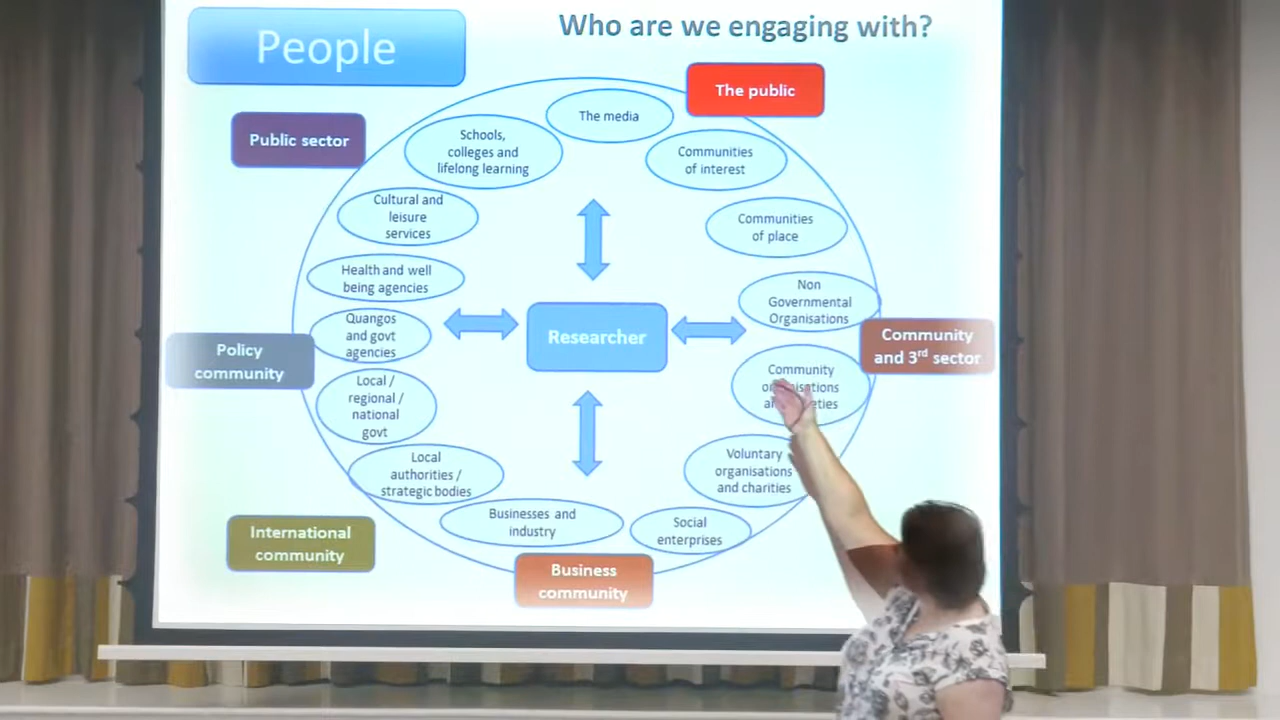 People
Who are we engaging with?
The public
Public sector
The media
Schools,
colleges and
lifelong learning
Communities
of interest
Cultural and
leisure
services
Communities
of place
Health and well
being agencies
Non
Governmental
Organisations
Quangos
and govt
agencies
Researcher
Community
and 3rd sector
Policy
community
Community
organisations
Local /
regional /
national
govt
Voluntary
organisations
and charities
Local
authorities /
strategic bodies
Businesses and
industry
Social
enterprises
International
community
Business
community